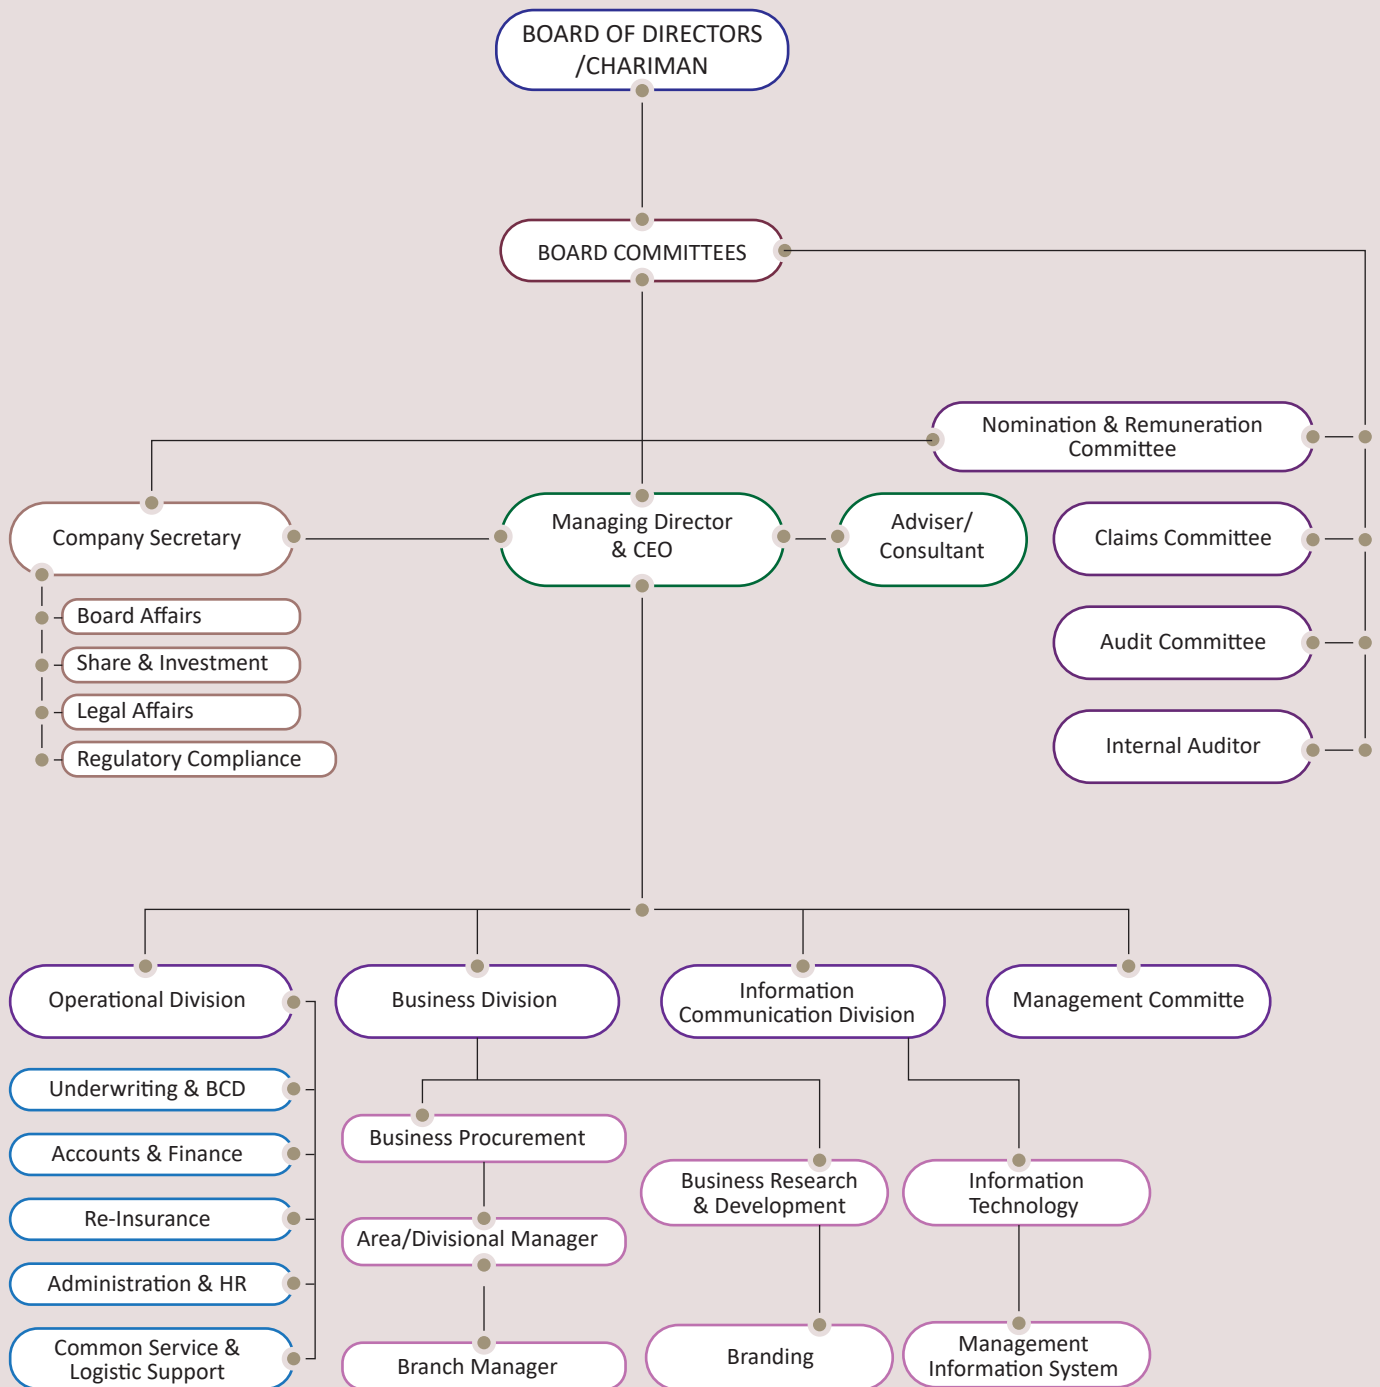 BOARD OF DIRECTORS
/CHARIMAN
BOARD COMMITTEES
Nomination & Remuneration
Committee
Company Secretary
Managing Director
& CEO
Adviser/
Consultant
Claims Committee
Board Affairs
Share & Investment
Legal Affairs
Regulatory Compliance
Audit Committee
Internal Auditor
Operational Division
Business Division
Information
Communication Division
Management Committe
Underwriting & BCD
Accounts & Finance
Re-Insurance
Administration & HR
Common Service &
Logistic Support
Business Procurement
Area/Divisional Manager
Branch Manager
Business Research
& Development
Branding
Information
Technology
Management
Information System